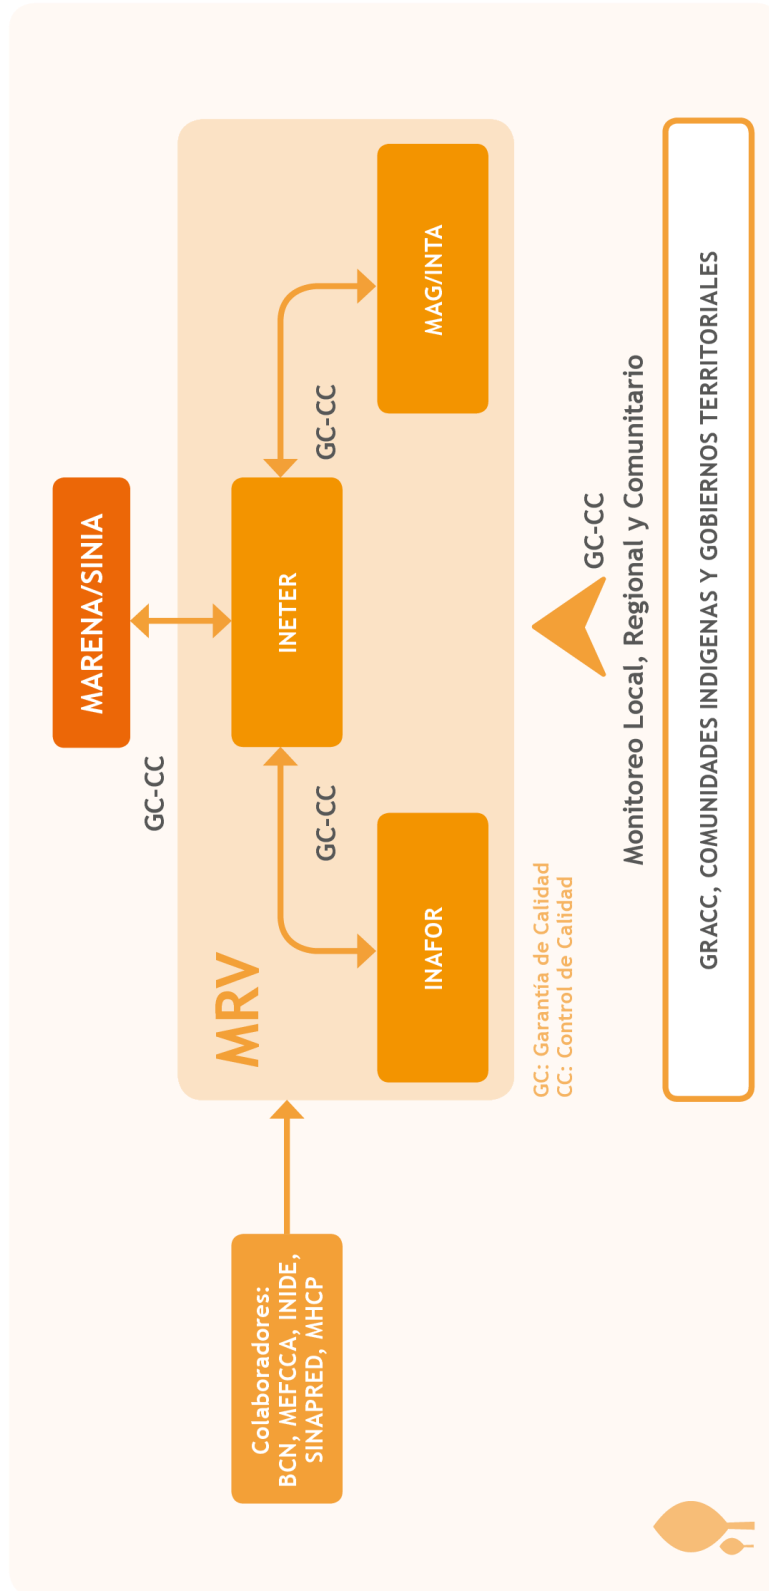 MARENA/SINIA
GC-CC
MRV
INETER
GC-CC
GC-CC
INAFOR
MAG/INTA
Colaboradores:
BCN, MEFCCA, INIDE,
SINAPRED, MHCP
GC: Garantía de Calidad
CC: Control de Calidad
GC-CC
Monitoreo Local, Regional y Comunitario
GRACC, COMUNIDADES INDIGENAS Y GOBIERNOS TERRITORIALES